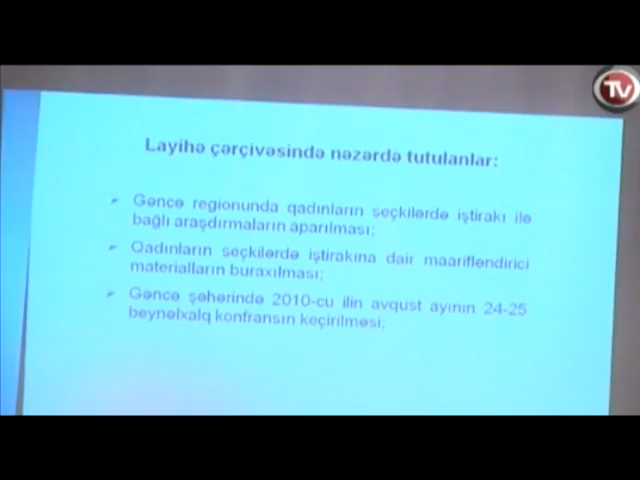 TV
Layihə çərçivəsində nəzərdə tutulanlar:
Gəncə regionunda qadınların seçkilərdə iştirakı ilə
bağlı araşdırmaların aparılması;
Qadınların seçkilərdə iştirakına dair maarifləndirici
materialların buraxılması;
Gəncə şəhərində 2010-cu ilin avqust ayının 24-25
beynəlxalq konfransın keçirilməsi;